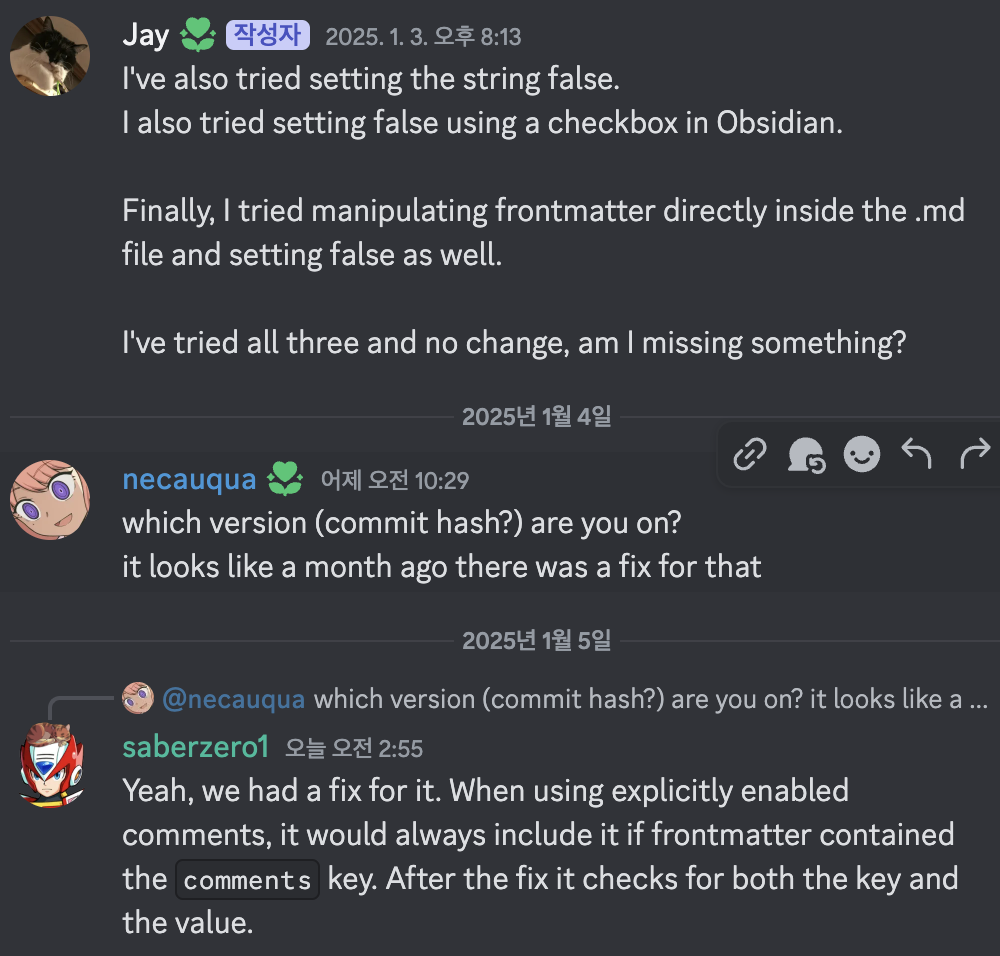 Jay 작성자 2025. 1. 3. 오후 8:13
I've also tried setting the string false.
I also tried setting false using a checkbox in Obsidian.
Finally, I tried manipulating frontmatter directly inside the .md
file and setting false as well.
I've tried all three and no change, am I missing something?
2025년 1월 4일
necauqua 어제 오전 10:29
which version (commit hash?) are you on?
it looks like a month ago there was a fix for that
2025년 1월 5일
@necauqua which version (commit hash?) are you on? it looks like a ...
saberzero1 오늘 오전 2:55
Yeah, we had a fix for it. When using explicitly enabled
comments, it would always include it if frontmatter contained
the comments key. After the fix it checks for both the key and
the value.